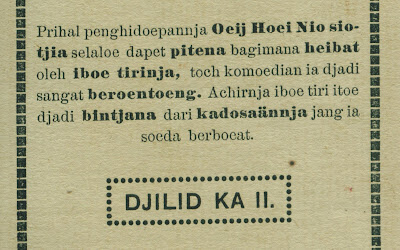 Prihal penghidoepannja Oeij Hoei Nio sio-
tjia selaloe dapet pitena bagimana heibat
oleh iboe tirinja, toch komoedian ia djadi
sangat beroentoeng. Achirnja iboe tiri itoe
djadi bintjana dari kadosaännja jang ia
soeda berboeat.
DJILID KA II.